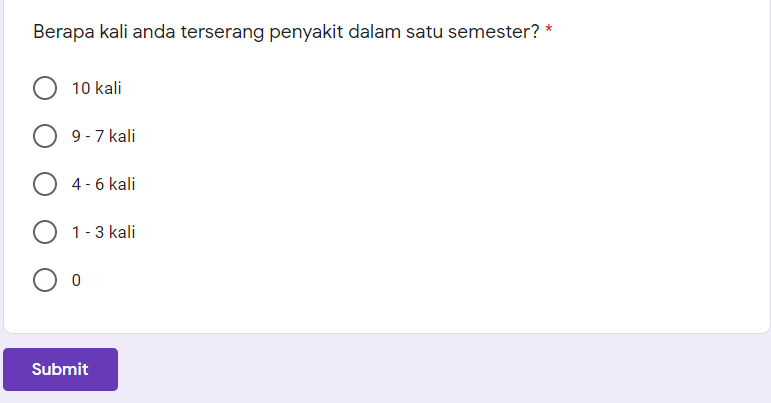 Berapa kali anda terserang penyakit dalam satu semester? *
10 kali
9 - 7 kali
4 - 6 kali
1 - 3 kali
0
Submit